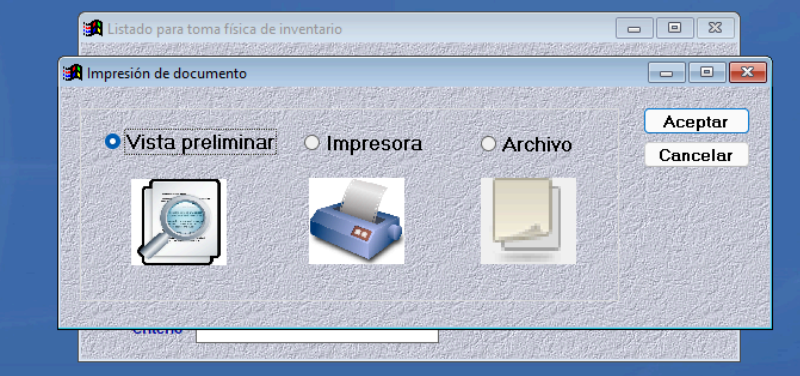 Listado para toma física de inventario
Impresión de documento
Vista preliminar
Impresora
Archivo
Aceptar
Cancelar
Criterio